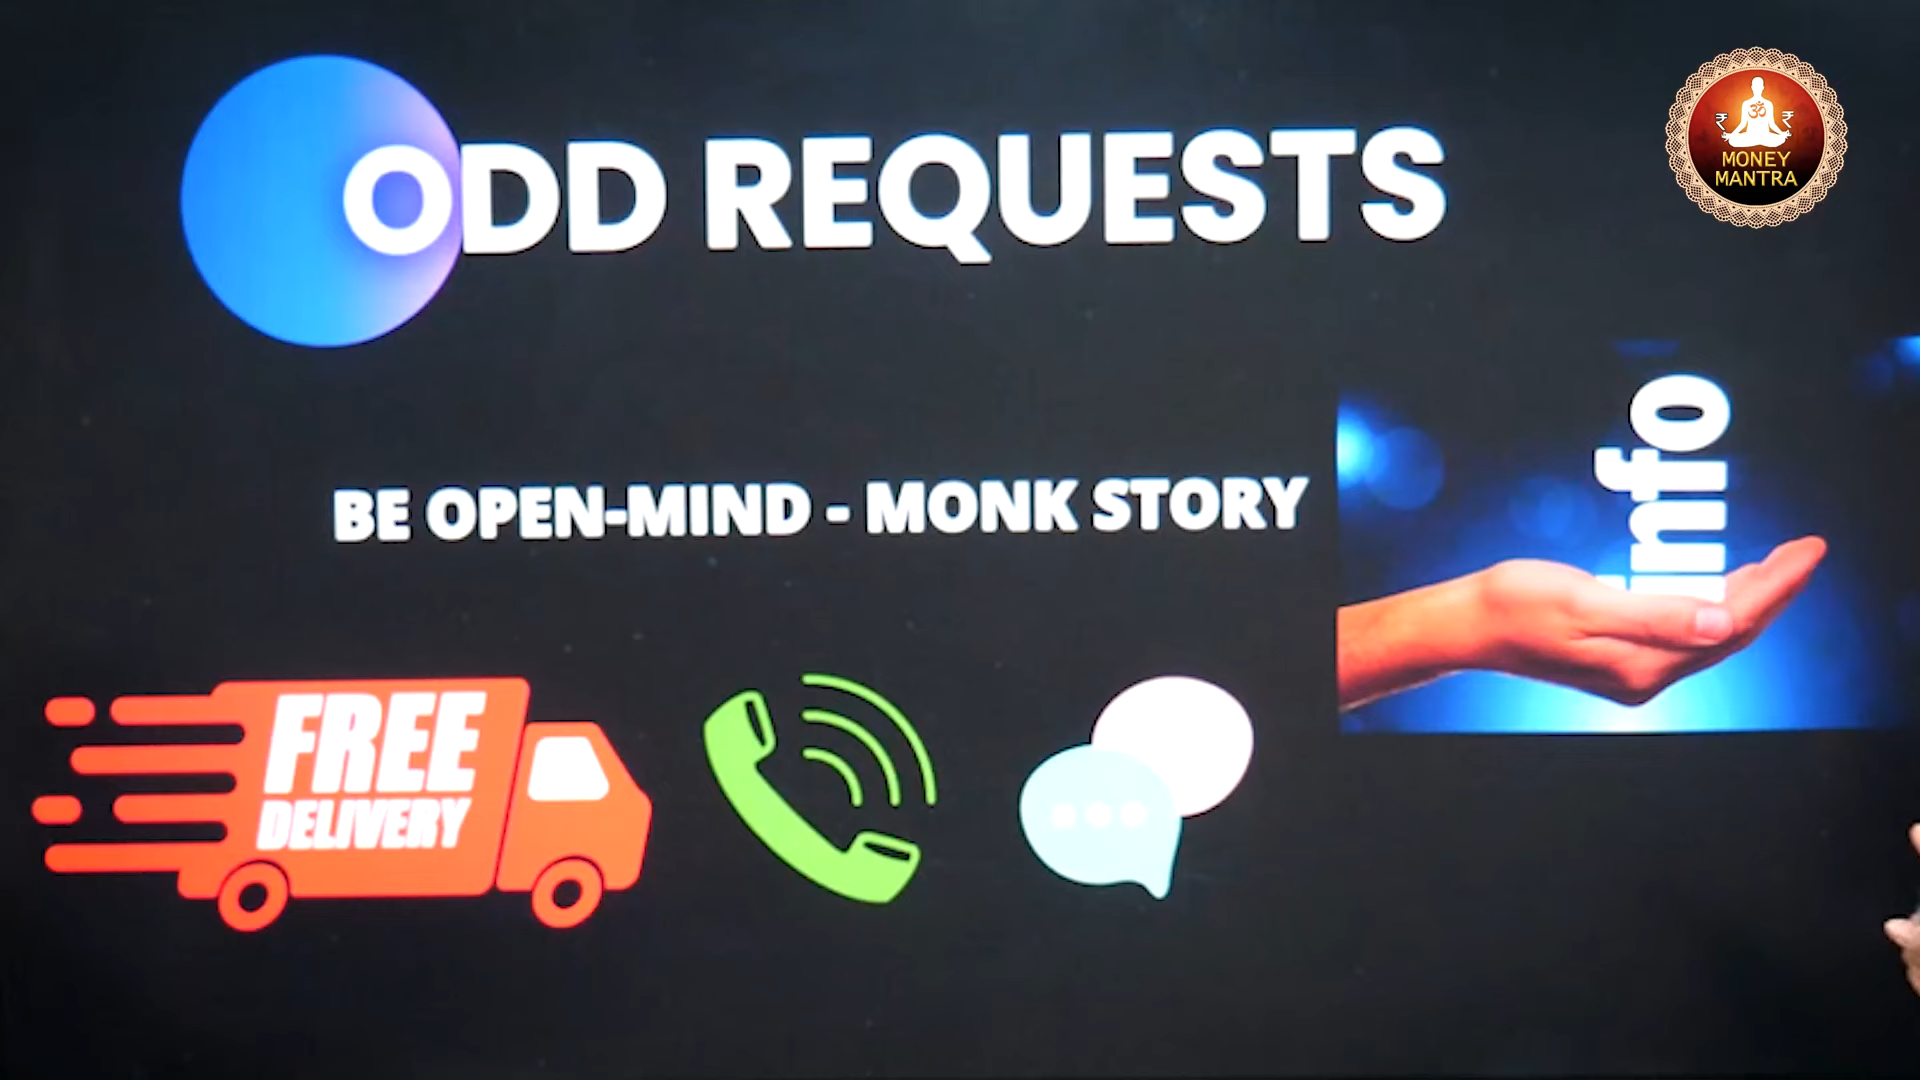 ODD REQUESTS
₹ ॐ ₹
MONEY
MANTRA
info
BE OPEN-MIND - MONK STORY
FREE
DELIVERY